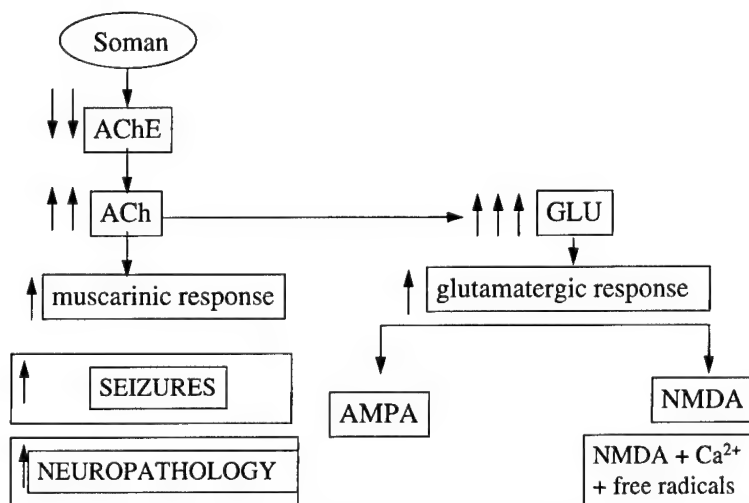 Soman
AChE
ACh
GLU
muscarinic response
glutamatergic response
SEIZURES
AMPA
NMDA
NEUROPATHOLOGY
NMDA + Ca²⁺
+ free radicals